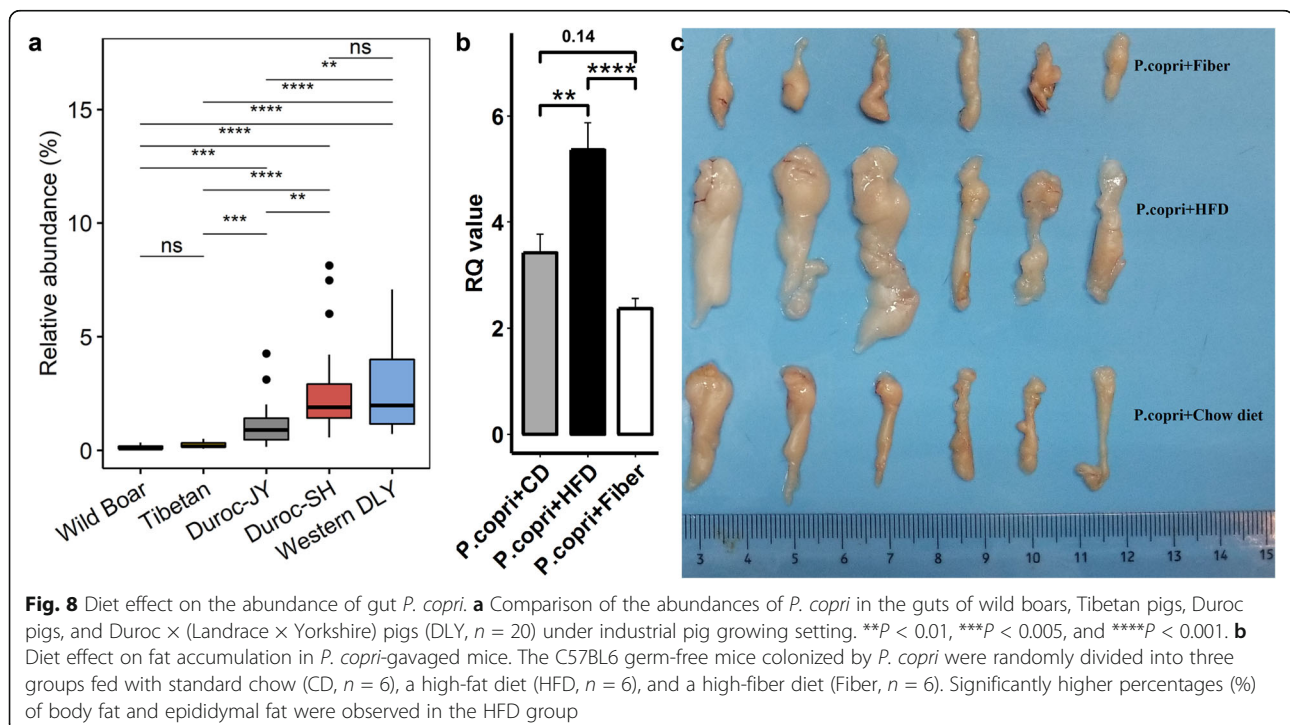 a
ns
**
****
****
****
***
****
**
***
ns
Relative abundance (%)
15
10
5
0
Wild Boar
Tibetan
Duroc-JY
Duroc-SH
Western DLY
b
0.14
****
**
RQ value
6
4
2
0
P.copri+CD
P.copri+HFD
P.copri+Fiber
c
P.copri+Fiber
P.copri+HFD
P.copri+Chow diet
3 4 5 6 7 8 9 10 11 12 13 14 15
Fig. 8 Diet effect on the abundance of gut P. copri. a Comparison of the abundances of P. copri in the guts of wild boars, Tibetan pigs, Duroc
pigs, and Duroc × (Landrace × Yorkshire) pigs (DLY, n = 20) under industrial pig growing setting. **P < 0.01, ***P < 0.005, and ****P < 0.001. b
Diet effect on fat accumulation in P. copri-gavaged mice. The C57BL6 germ-free mice colonized by P. copri were randomly divided into three
groups fed with standard chow (CD, n = 6), a high-fat diet (HFD, n = 6), and a high-fiber diet (Fiber, n = 6). Significantly higher percentages (%)
of body fat and epididymal fat were observed in the HFD group